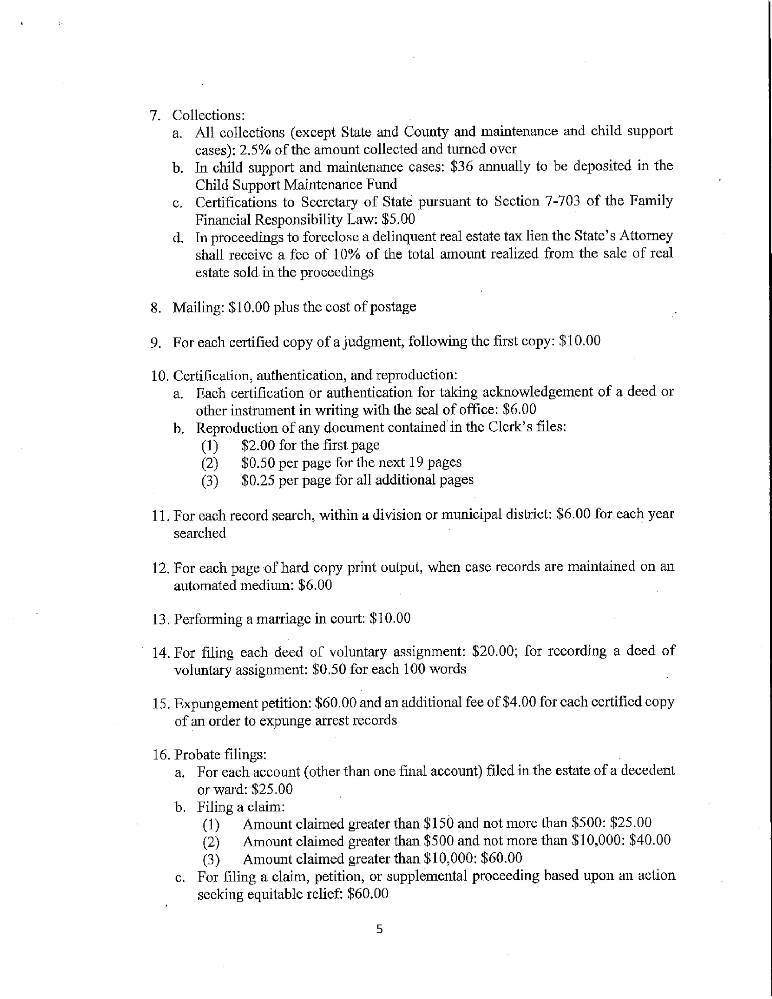 7. Collections:
a. All collections (except State and County and maintenance and child support
cases): 2.5% of the amount collected and turned over
b. In child support and maintenance cases: $36 annually to be deposited in the
Child Support Maintenance Fund
c. Certifications to Secretary of State pursuant to Section 7-703 of the Family
Financial Responsibility Law: $5.00
d. In proceedings to foreclose a delinquent real estate tax lien the State's Attorney
shall receive a fee of 10% of the total amount realized from the sale of real
estate sold in the proceedings
8. Mailing: $10.00 plus the cost of postage
9. For each certified copy of a judgment, following the first copy: $10.00
10. Certification, authentication, and reproduction:
a. Each certification or authentication for taking acknowledgement of a deed or
other instrument in writing with the seal of office: $6.00
b. Reproduction of any document contained in the Clerk's files:
(1) $2.00 for the first page
(2) $0.50 per page for the next 19 pages
(3) $0.25 per page for all additional pages
11. For each record search, within a division or municipal district: $6.00 for each year
searched
12. For each page of hard copy print output, when case records are maintained on an
automated medium: $6.00
13. Performing a marriage in court: $10.00
14. For filing each deed of voluntary assignment: $20.00; for recording a deed of
voluntary assignment: $0.50 for each 100 words
15. Expungement petition: $60.00 and an additional fee of $4.00 for each certified copy
of an order to expunge arrest records
16. Probate filings:
a. For each account (other than one final account) filed in the estate of a decedent
or ward: $25.00
b. Filing a claim:
(1) Amount claimed greater than $150 and not more than $500: $25.00
(2) Amount claimed greater than $500 and not more than $10,000: $40.00
(3) Amount claimed greater than $10,000: $60.00
c. For filing a claim, petition, or supplemental proceeding based upon an action
seeking equitable relief: $60.00
5